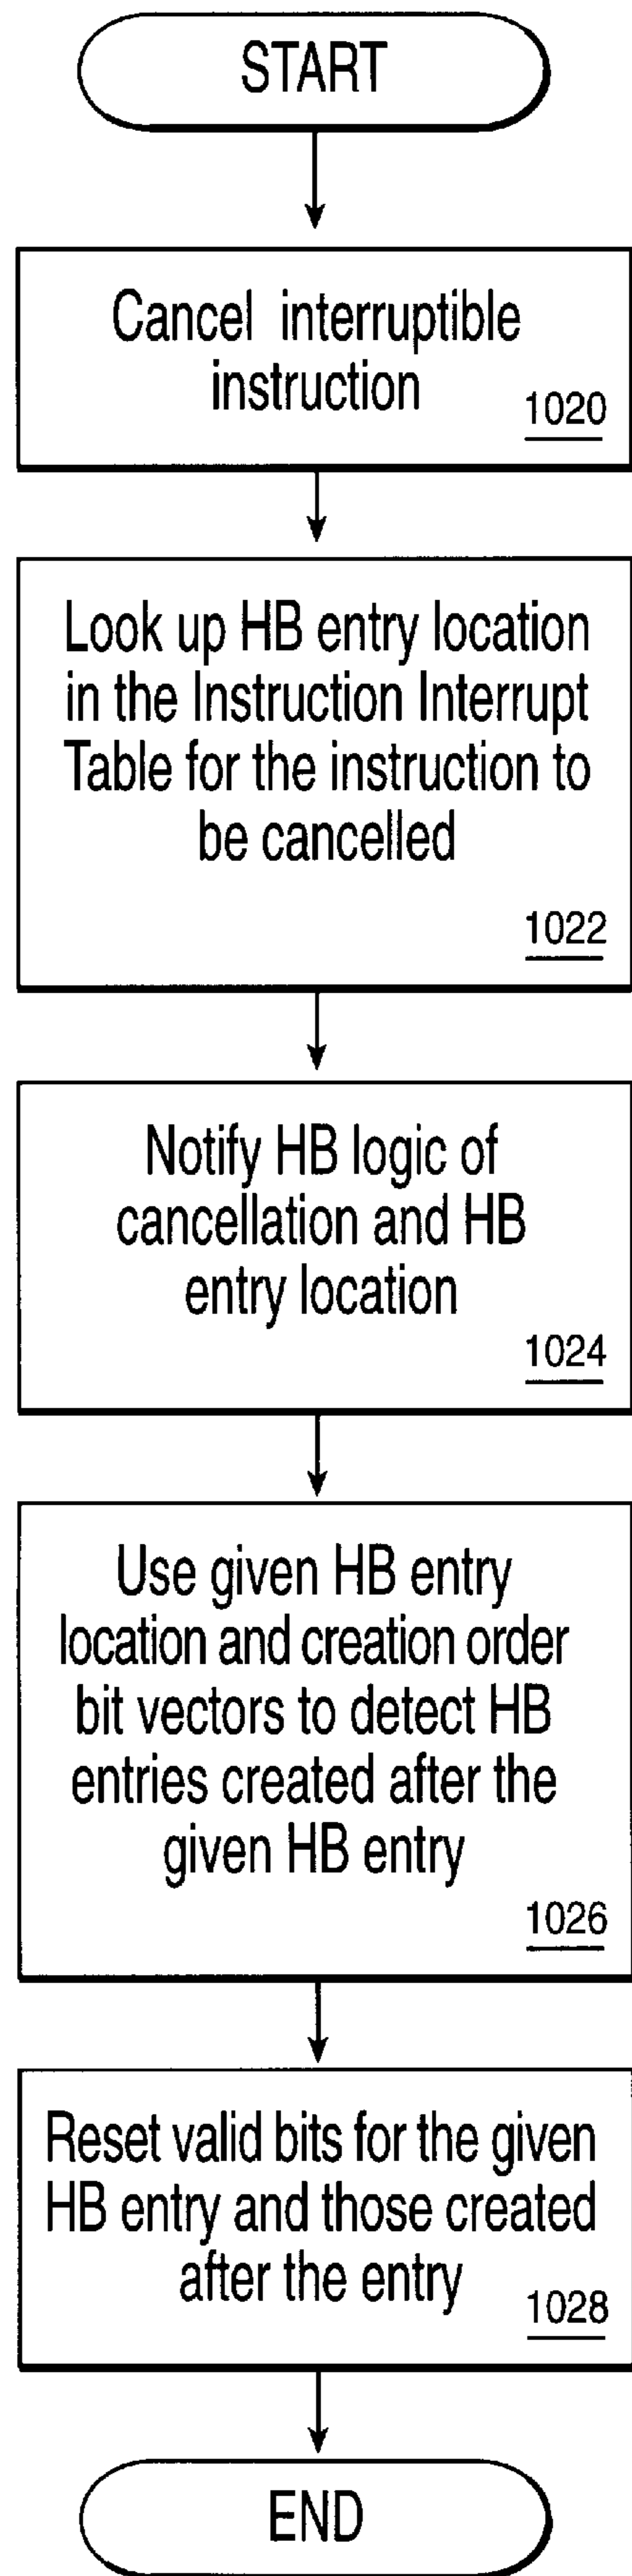 START
Cancel interruptible
instruction
1020
Look up HB entry location
in the Instruction Interrupt
Table for the instruction to
be cancelled
1022
Notify HB logic of
cancellation and HB
entry location
1024
Use given HB entry
location and creation order
bit vectors to detect HB
entries created after the
given HB entry
1026
Reset valid bits for the given
HB entry and those created
after the entry
1028
END